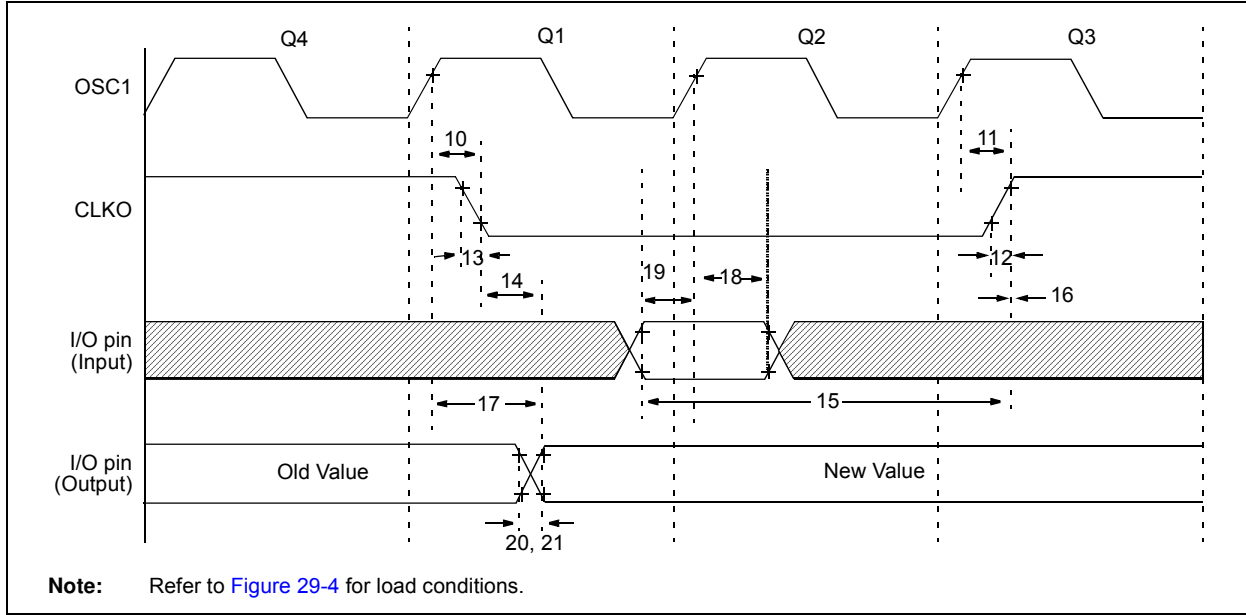 Q4 Q1 Q2 Q3
OSC1
10 11
CLKO
13 12
14 19 18 16
I/O pin
(Input)
17 15
I/O pin
(Output)
Old Value New Value
20, 21
Note: Refer to Figure 29-4 for load conditions.